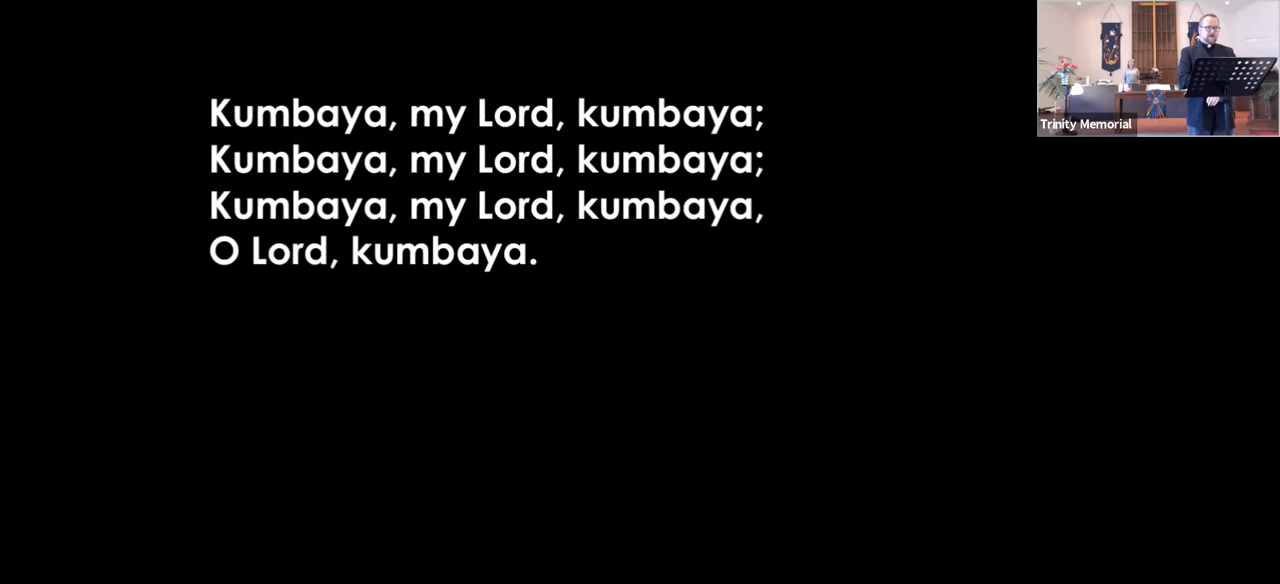 Kumbaya, my Lord, kumbaya;
Kumbaya, my Lord, kumbaya;
Kumbaya, my Lord, kumbaya,
O Lord, kumbaya.
Trinity Memorial